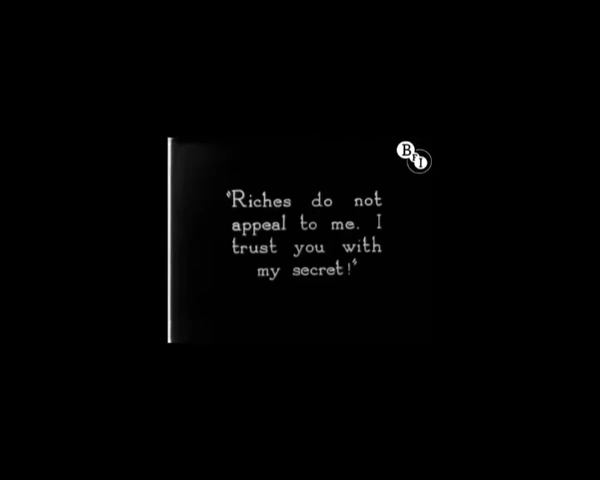 BFI
"Riches do not
appeal to me. I
trust you with
my secret!"